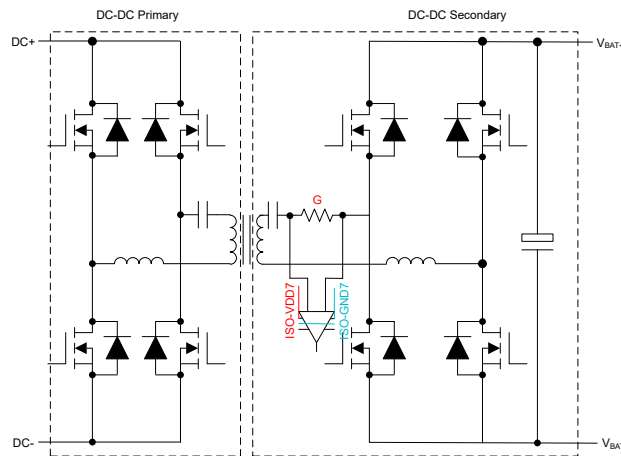 DC-DC Primary
DC-DC Secondary
DC+
VBAT+
G
ISO-VDD7
ISO-GND7
DC-
VBAT-